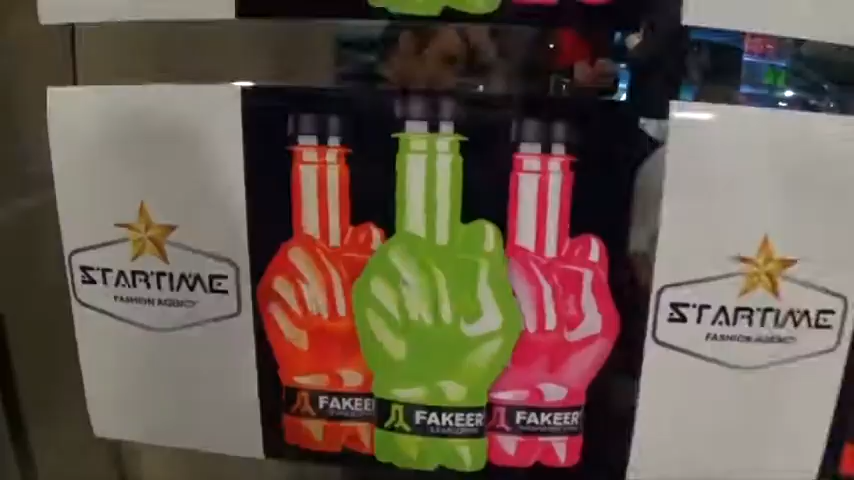 STARTIME
FASHION AGENCY
FAKEER
FAKEER
FAKEER
STARTIME
FASHION AGENCY